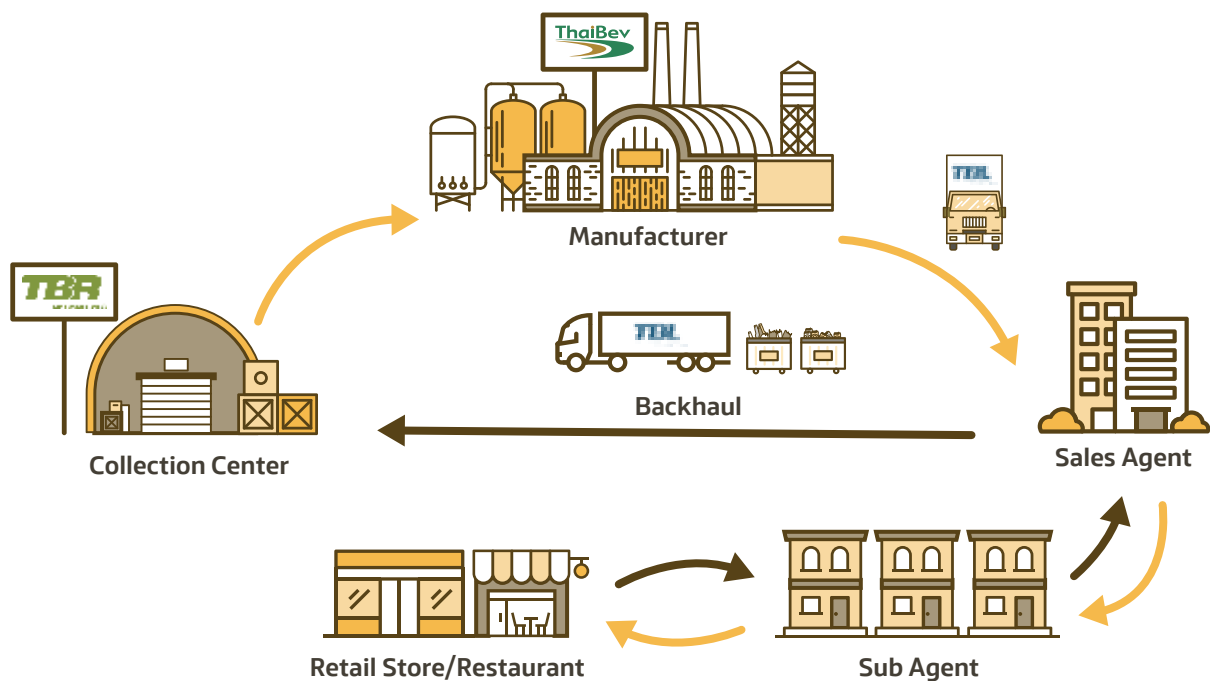 ThaiBev
Manufacturer
TBR
Backhaul
Collection Center
Sales Agent
Retail Store/Restaurant
Sub Agent